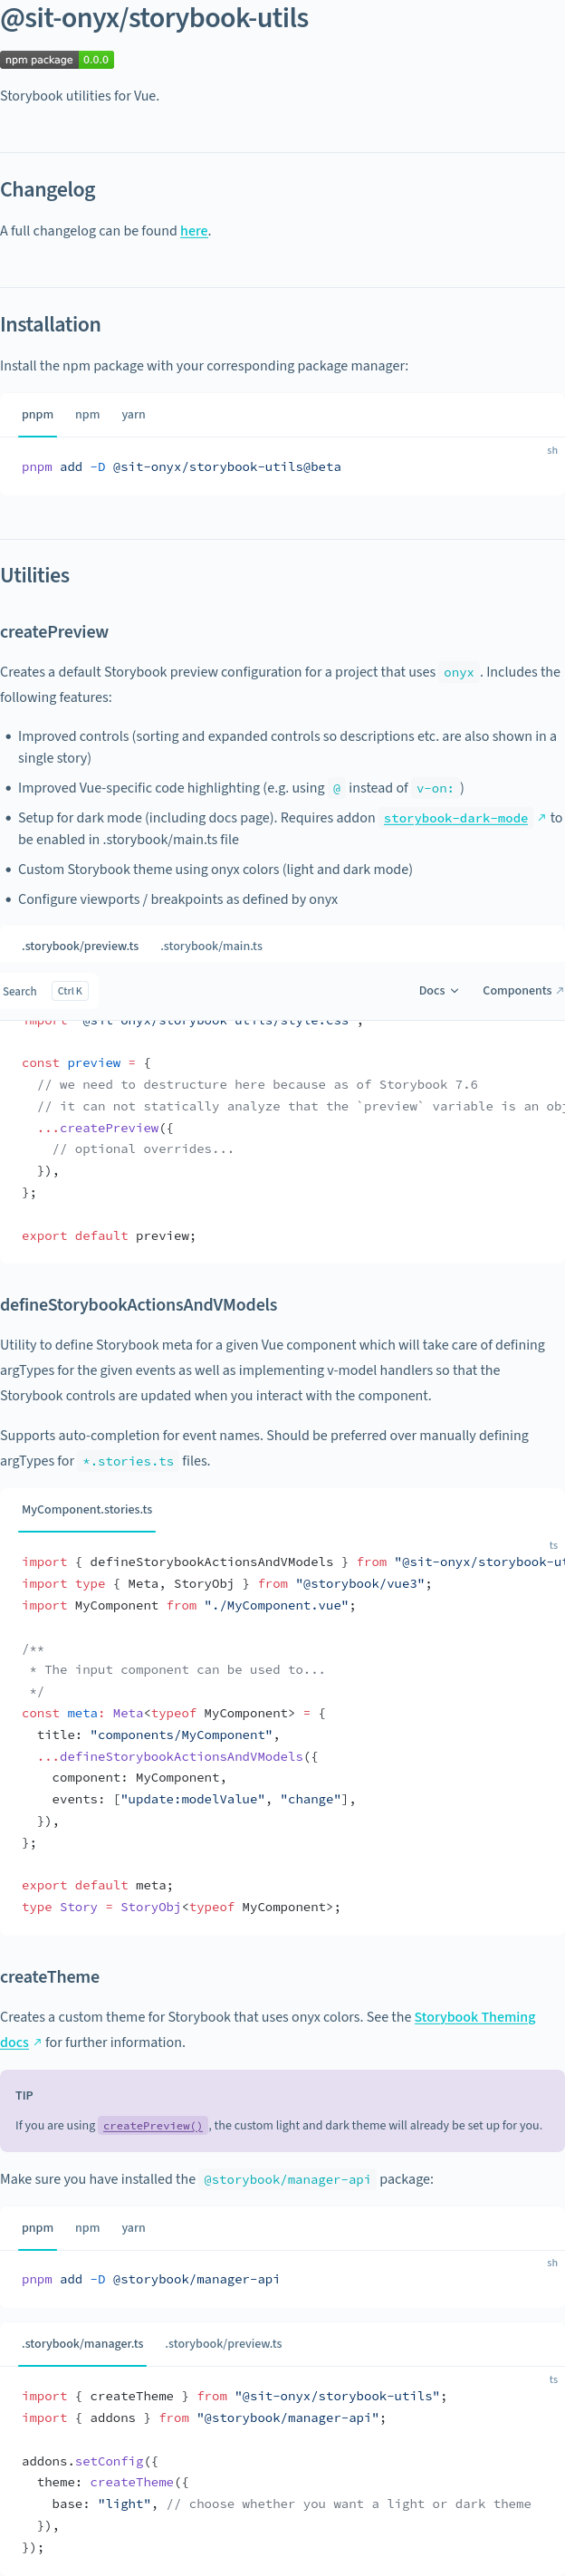 @sit-onyx/storybook-utils
npm package 0.0.0
Storybook utilities for Vue.
Changelog
A full changelog can be found here.
Installation
Install the npm package with your corresponding package manager:
pnpm npm yarn
sh
pnpm add -D @sit-onyx/storybook-utils@beta
Utilities
createPreview
Creates a default Storybook preview configuration for a project that uses onyx. Includes the
following features:
• Improved controls (sorting and expanded controls so descriptions etc. are also shown in a
single story)
• Improved Vue-specific code highlighting (e.g. using @ instead of v-on:)
• Setup for dark mode (including docs page). Requires addon storybook-dark-mode ↗ to
be enabled in .storybook/main.ts file
• Custom Storybook theme using onyx colors (light and dark mode)
• Configure viewports / breakpoints as defined by onyx
.storybook/preview.ts .storybook/main.ts
Search Ctrl K Docs Components ↗
import "@sit-onyx/storybook-utils/style.css";
const preview = {
// we need to destructure here because as of Storybook 7.6
// it can not statically analyze that the `preview` variable is an obj
...createPreview({
// optional overrides...
}),
};
export default preview;
defineStorybookActionsAndVModels
Utility to define Storybook meta for a given Vue component which will take care of defining
argTypes for the given events as well as implementing v-model handlers so that the
Storybook controls are updated when you interact with the component.
Supports auto-completion for event names. Should be preferred over manually defining
argTypes for *.stories.ts files.
MyComponent.stories.ts
ts
import { defineStorybookActionsAndVModels } from "@sit-onyx/storybook-ut
import type { Meta, StoryObj } from "@storybook/vue3";
import MyComponent from "./MyComponent.vue";
/**
* The input component can be used to...
*/
const meta: Meta<typeof MyComponent> = {
title: "components/MyComponent",
...defineStorybookActionsAndVModels({
component: MyComponent,
events: ["update:modelValue", "change"],
}),
};
export default meta;
type Story = StoryObj<typeof MyComponent>;
createTheme
Creates a custom theme for Storybook that uses onyx colors. See the Storybook Theming
docs ↗ for further information.
TIP
If you are using createPreview(), the custom light and dark theme will already be set up for you.
Make sure you have installed the @storybook/manager-api package:
pnpm npm yarn
sh
pnpm add -D @storybook/manager-api
.storybook/manager.ts .storybook/preview.ts
ts
import { createTheme } from "@sit-onyx/storybook-utils";
import { addons } from "@storybook/manager-api";
addons.setConfig({
theme: createTheme({
base: "light", // choose whether you want a light or dark theme
}),
});